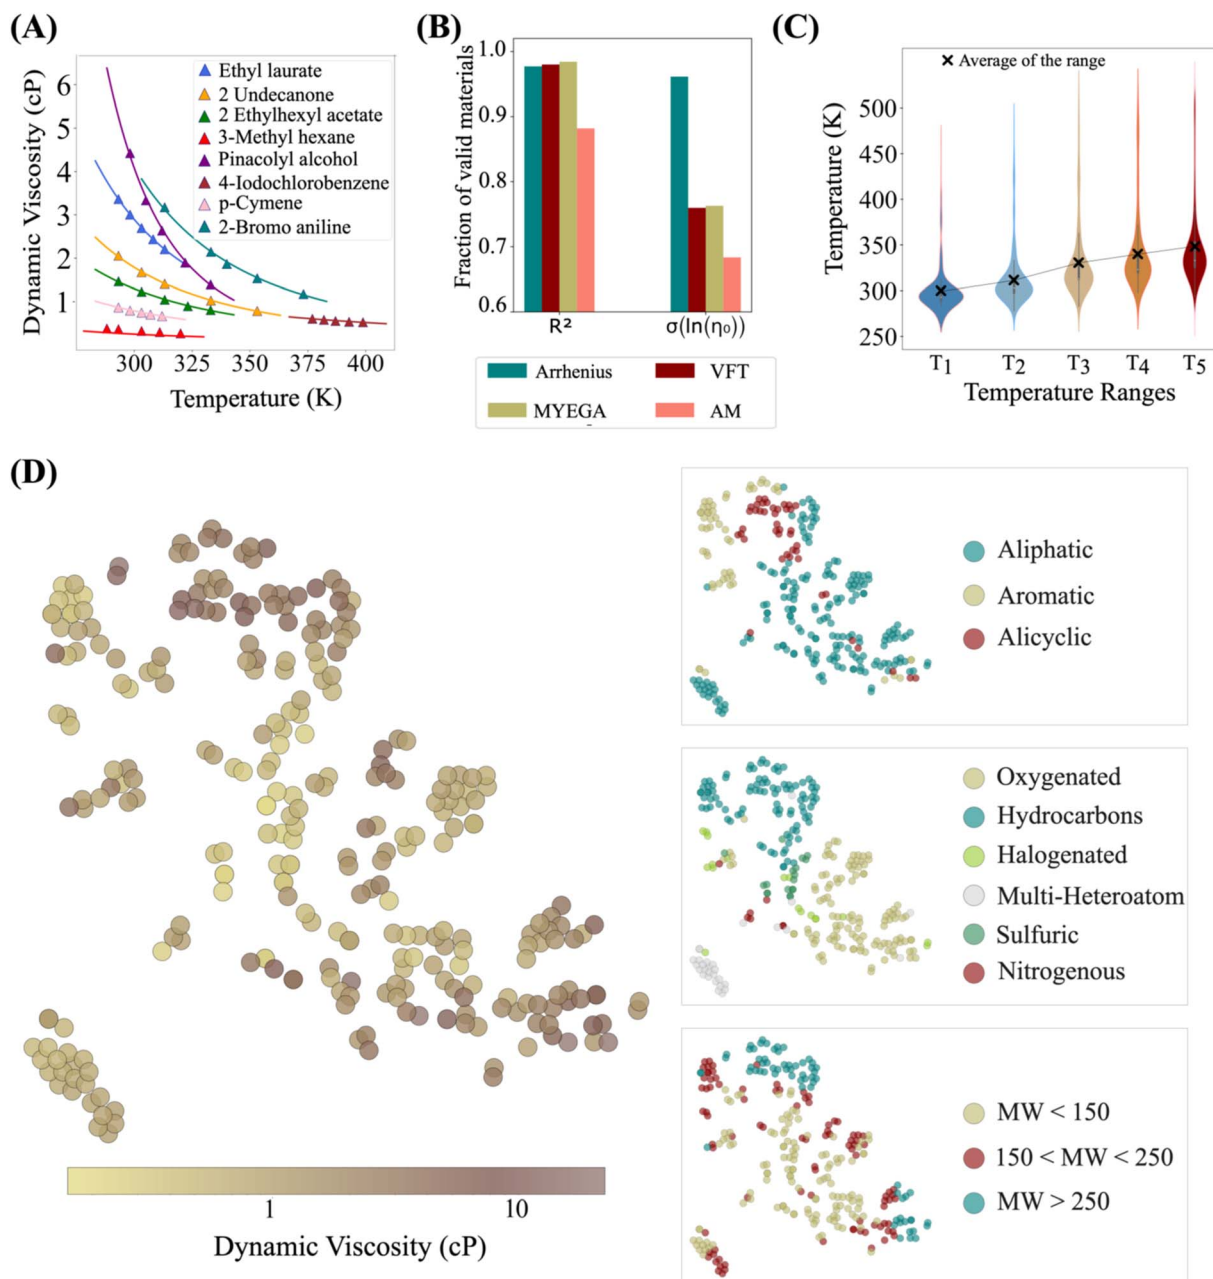 (A)
Dynamic Viscosity (cP)
6
5
4
3
2
1
Ethyl laurate
2 Undecanone
2 Ethylhexyl acetate
3-Methyl hexane
Pinacolyl alcohol
4-Iodochlorobenzene
p-Cymene
2-Bromo aniline
300 325 350 375 400
Temperature (K)
(B)
Fraction of valid materials
1.0
0.9
0.8
0.7
0.6
R² σ(ln(η₀))
Arrhenius VFT
MYEGA AM
(C)
Average of the range
Temperature (K)
500
450
400
350
300
250
T₁ T₂ T₃ T₄ T₅
Temperature Ranges
(D)
1 10
Dynamic Viscosity (cP)
Aliphatic
Aromatic
Alicyclic
Oxygenated
Hydrocarbons
Halogenated
Multi-Heteroatom
Sulfuric
Nitrogenous
MW < 150
150 < MW < 250
MW > 250